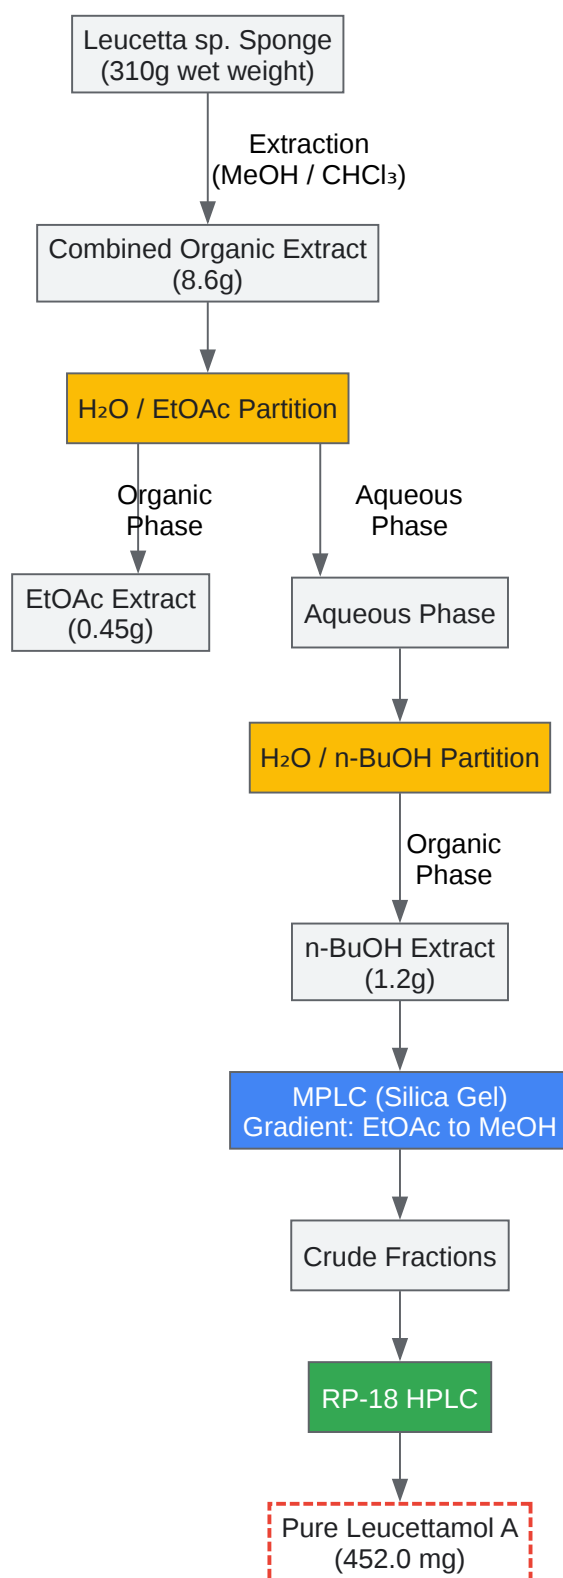 Leucetta sp. Sponge
(310g wet weight)
Extraction
(MeOH / CHCl₃)
Combined Organic Extract
(8.6g)
H₂O / EtOAc Partition
Organic
Phase
Aqueous
Phase
EtOAc Extract
(0.45g)
Aqueous Phase
H₂O / n-BuOH Partition
Organic
Phase
n-BuOH Extract
(1.2g)
MPLC (Silica Gel)
Gradient: EtOAc to MeOH
Crude Fractions
RP-18 HPLC
Pure Leucettamol A
(452.0 mg)